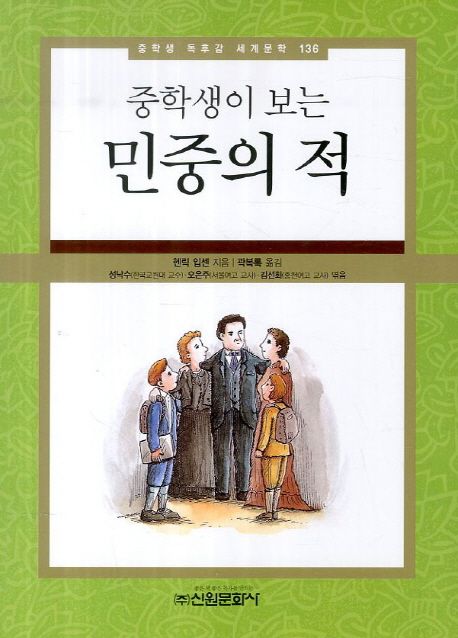 중학생 독후감 세계문학 136
중학생이 보는
민중의 적
헨릭 입센 지음 | 곽복록 옮김
성낙수(한국교원대 교수)·오은주(서울여고 교사)·김선화(홍천여고 교사) 엮음
(주)신원문화사